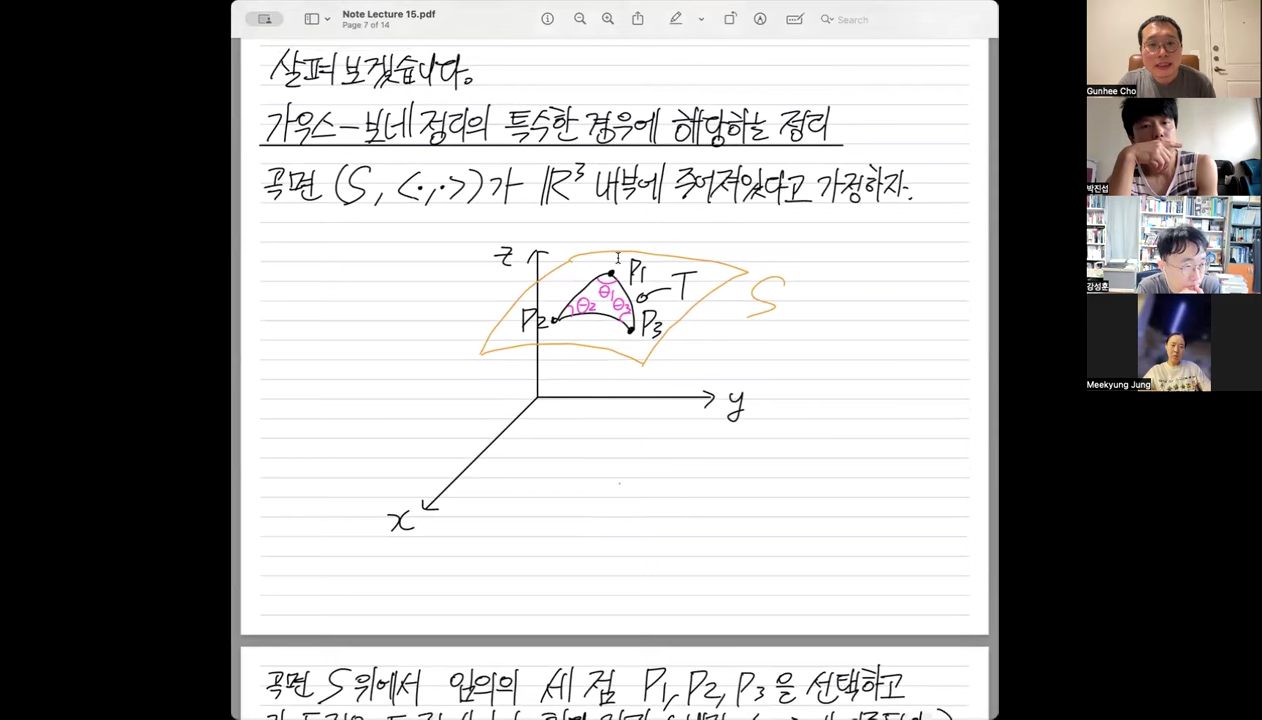 Note Lecture 15.pdf
Page 7 of 14
Search
살펴보겠습니다.
가우스-보네 정리의 특수한 경우에 해당하는 정리
곡면 (S, <·,·>)가 ℝ³ 내부에 주어져있다고 가정하자.
z
P₁
θ₁
T
S
θ₂
θ₃
P₂
P₃
y
x
곡면 S 위에서 임의의 세 점 P₁, P₂, P₃을 선택하고
Gunhee Cho
박진섭
강성훈
Meekyung Jung